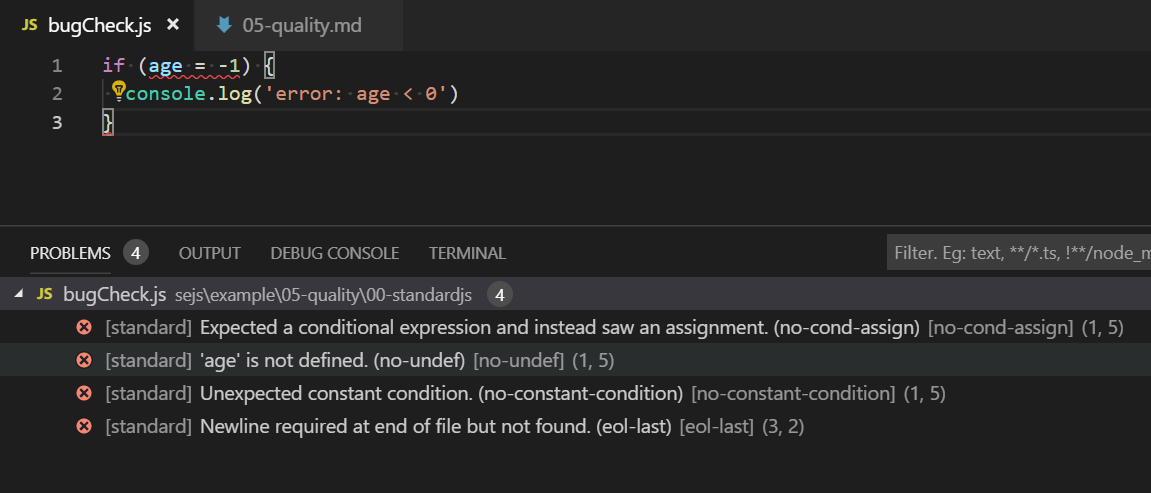 JS bugCheck.js × 05-quality.md
1 if (age = -1) {
2 console.log('error: age < 0')
3 }
PROBLEMS 4 OUTPUT DEBUG CONSOLE TERMINAL Filter. Eg: text, **/*.ts, !**/node_m
JS bugCheck.js sejs\example\05-quality\00-standardjs 4
[standard] Expected a conditional expression and instead saw an assignment. (no-cond-assign) [no-cond-assign] (1, 5)
[standard] 'age' is not defined. (no-undef) [no-undef] (1, 5)
[standard] Unexpected constant condition. (no-constant-condition) [no-constant-condition] (1, 5)
[standard] Newline required at end of file but not found. (eol-last) [eol-last] (3, 2)